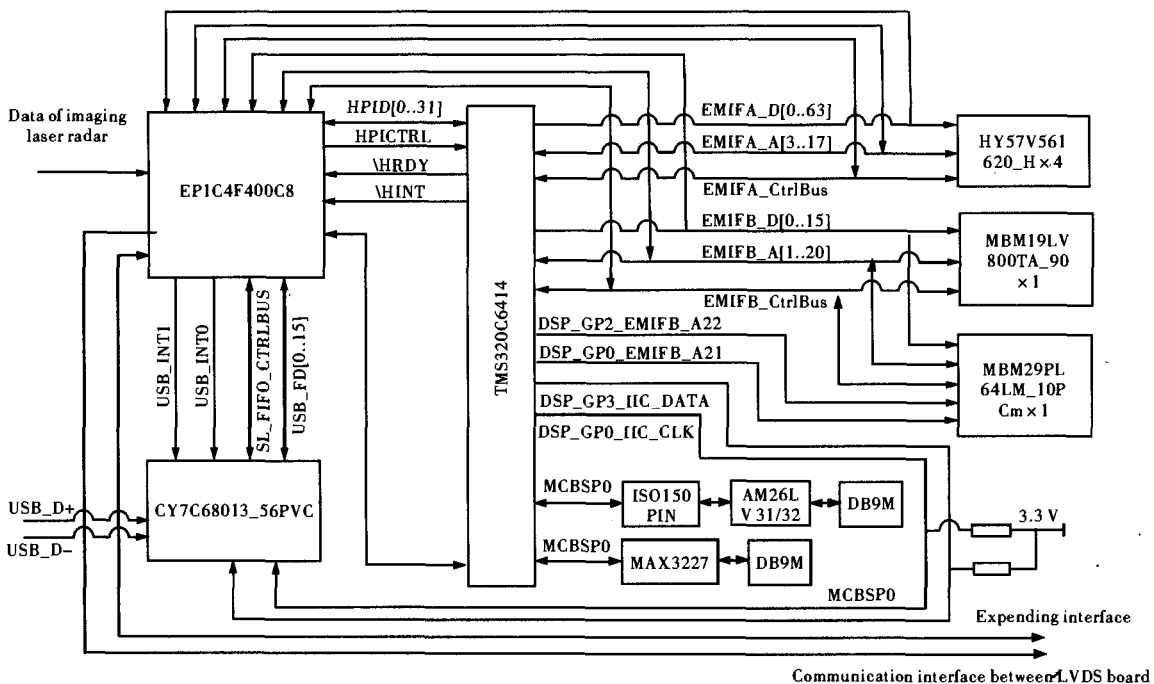 Data of imaging
laser radar
EP1C4F400C8
HPID[0..31]
HPICTRL
\HRDY
\HINT
TMS320C6414
EMIFA_D[0..63]
EMIFA_A[3..17]
EMIFA_CtrlBus
HY57V561
620_H×4
EMIFB_D[0..15]
EMIFB_A[1..20]
EMIFB_CtrlBus
MBM19LV
800TA_90
×1
DSP_GP2_EMIFB_A22
DSP_GP0_EMIFB_A21
DSP_GP3_IIC_DATA
DSP_GP0_IIC_CLK
MBM29PL
64LM_10P
Cm×1
USB_INT1
USB_INT0
SL_FIFO_CTRLBUS
USB_FD[0..15]
USB_D+
USB_D−
CY7C68013_56PVC
MCBSP0
ISO150
PIN
AM26L
V31/32
DB9M
MCBSP0
MAX3227
DB9M
3.3 V
MCBSP0
Expending interface
Communication interface between LVDS board